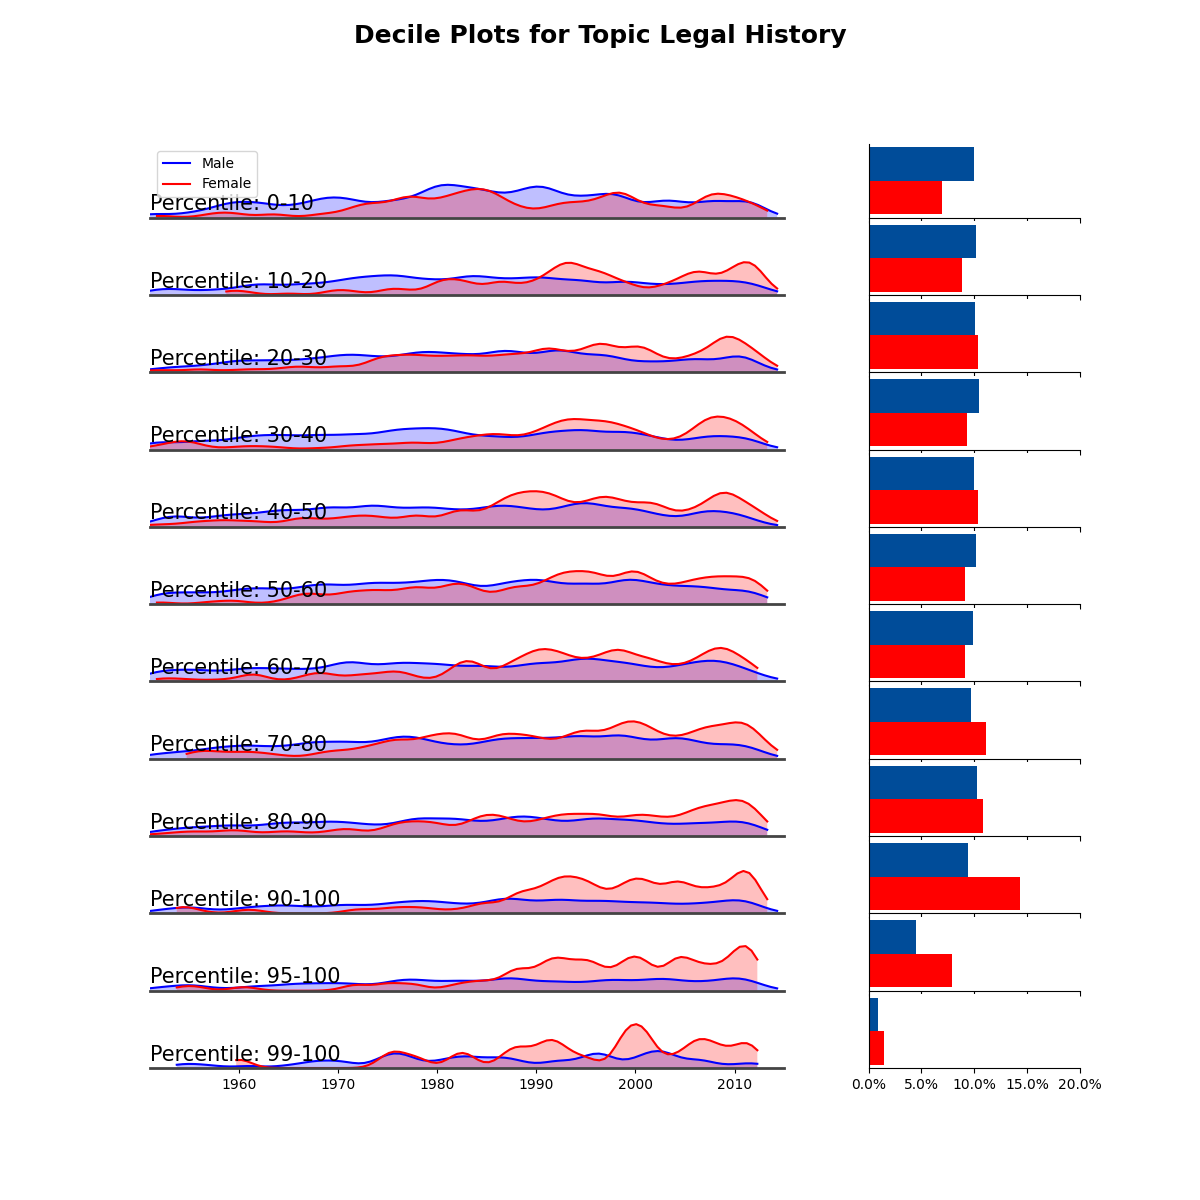 Decile Plots for Topic Legal History
Male
Female
Percentile: 0-10
Percentile: 10-20
Percentile: 20-30
Percentile: 30-40
Percentile: 40-50
Percentile: 50-60
Percentile: 60-70
Percentile: 70-80
Percentile: 80-90
Percentile: 90-100
Percentile: 95-100
Percentile: 99-100
1960 1970 1980 1990 2000 2010
0.0% 5.0% 10.0% 15.0% 20.0%